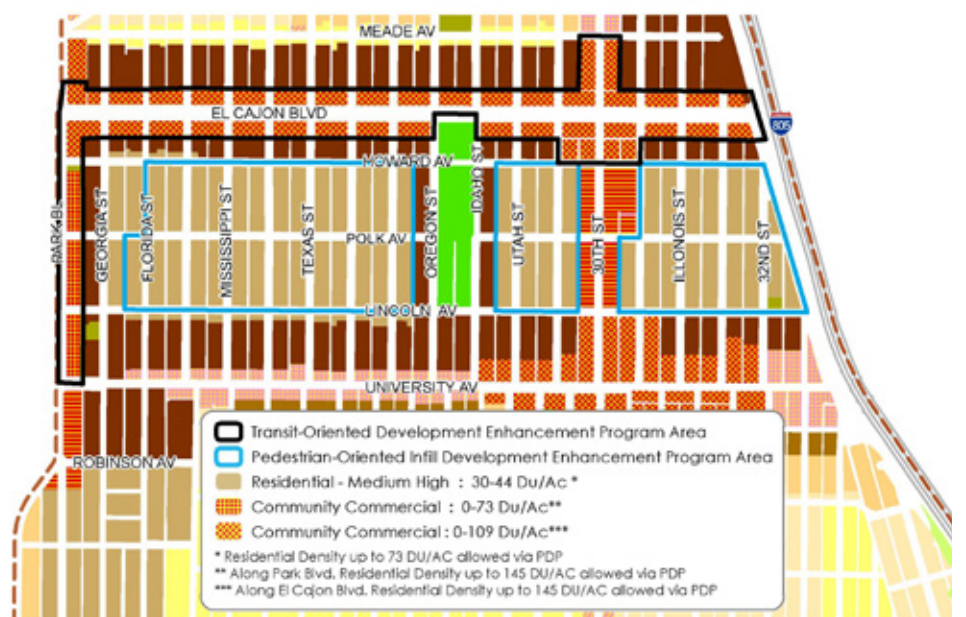 MEADE AV
EL CAJON BLVD
805
HOWARD AV
PARK BL
GEORGIA ST
FLORIDA ST
MISSISSIPPI ST
TEXAS ST
POLK AV
OREGON ST
IDAHO ST
UTAH ST
30TH ST
ILLONOIS ST
32ND ST
LINCOLN AV
UNIVERSITY AV
ROBINSON AV
Transit-Oriented Development Enhancement Program Area
Pedestrian-Oriented Infill Development Enhancement Program Area
Residential - Medium High : 30-44 Du/Ac *
Community Commercial : 0-73 Du/Ac**
Community Commercial : 0-109 Du/Ac***
* Residential Density up to 73 DU/AC allowed via PDP
** Along Park Blvd. Residential Density up to 145 DU/AC allowed via PDP
*** Along El Cajon Blvd. Residential Density up to 145 DU/AC allowed via PDP